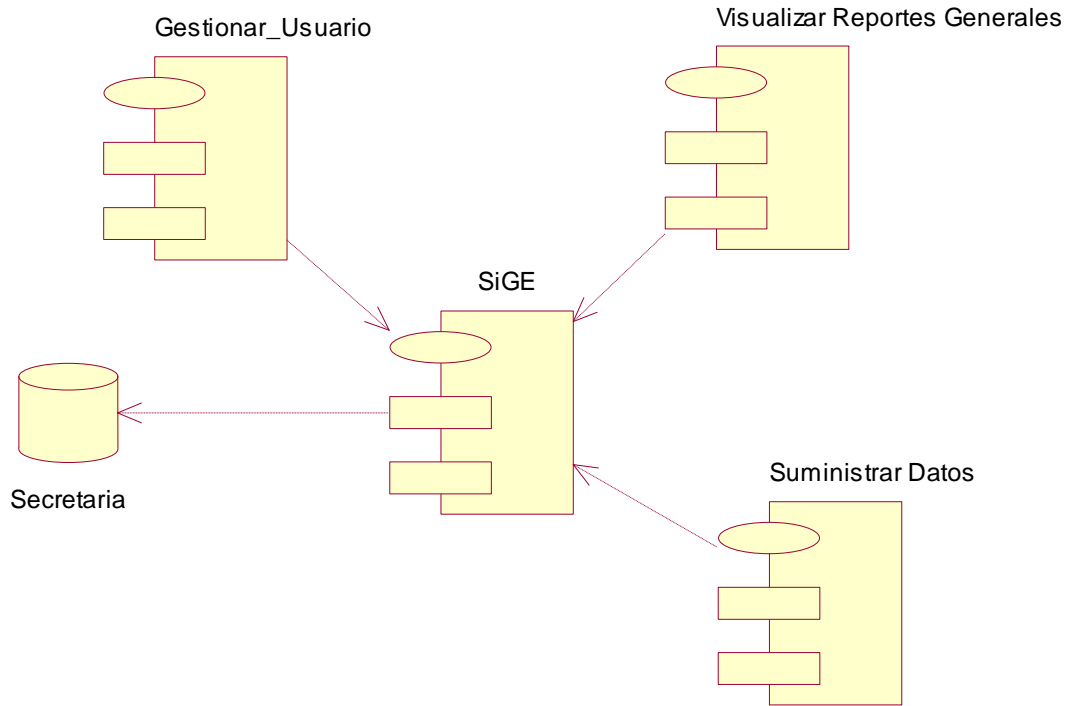 Visualizar Reportes Generales
Gestionar_Usuario
SiGE
Suministrar Datos
Secretaria